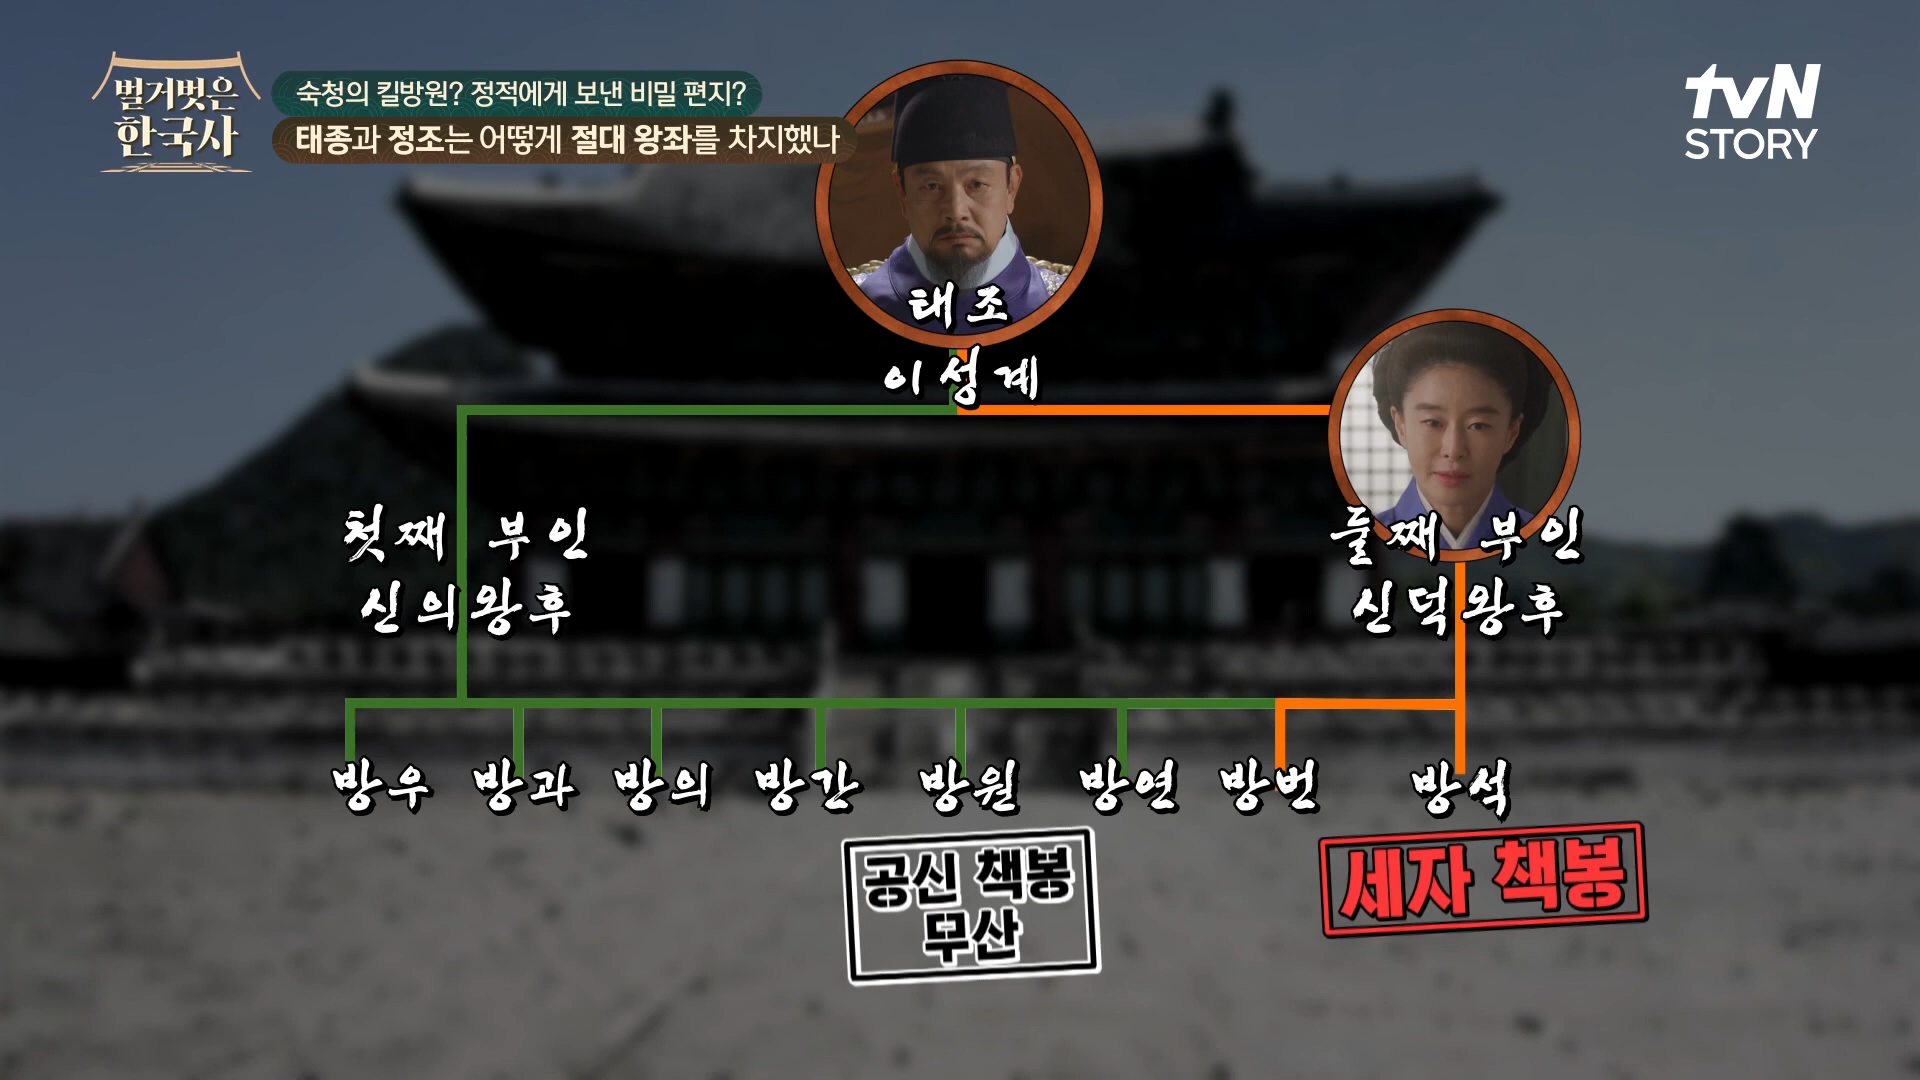 벌거벗은
한국사
숙청의 킬방원? 정적에게 보낸 비밀 편지?
태종과 정조는 어떻게 절대 왕좌를 차지했나
tvN
STORY
태조
이성계
첫째 부인
신의왕후
둘째 부인
신덕왕후
방우 방과 방의 방간 방원 방연 방번 방석
공신 책봉
무산
세자 책봉